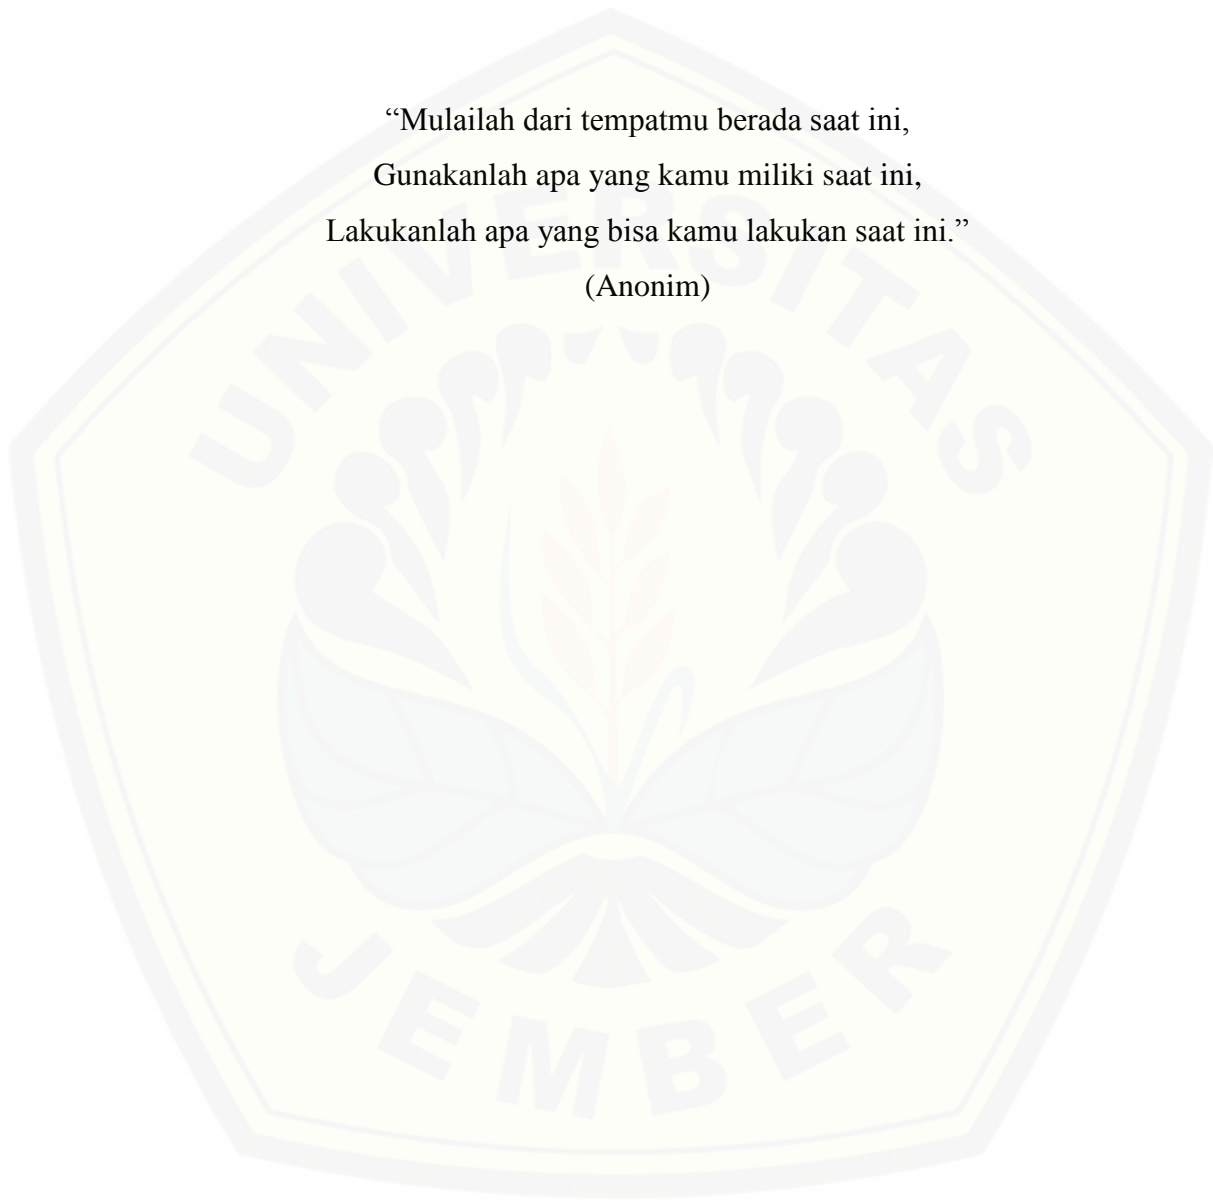 “Mulailah dari tempatmu berada saat ini,
Gunakanlah apa yang kamu miliki saat ini,
Lakukanlah apa yang bisa kamu lakukan saat ini.”
(Anonim)
UNIVERSITAS
JEMBER